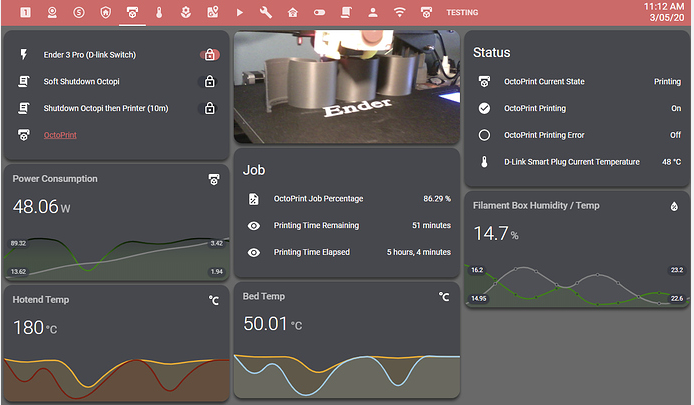 TESTING
11:12 AM
3/05/20
Ender 3 Pro (D-link Switch)
Soft Shutdown Octopi
Shutdown Octopi then Printer (10m)
OctoPrint
Power Consumption
48.06 W
89.32
3.42
13.62
1.94
Hotend Temp
°C
180 °C
Ender
Job
OctoPrint Job Percentage 86.29 %
Printing Time Remaining 51 minutes
Printing Time Elapsed 5 hours, 4 minutes
Bed Temp
°C
50.01 °C
Status
OctoPrint Current State Printing
OctoPrint Printing On
OctoPrint Printing Error Off
D-Link Smart Plug Current Temperature 48 °C
Filament Box Humidity / Temp
14.7 %
16.2
23.2
14.95
22.6